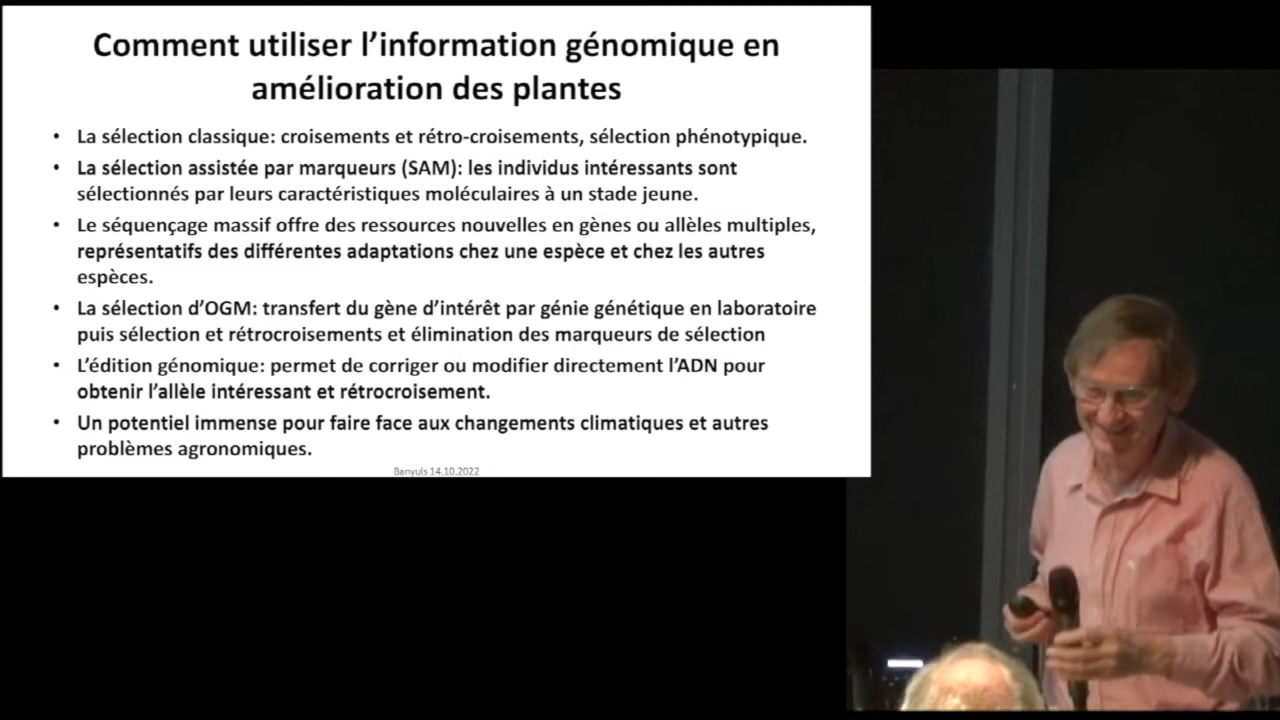 Comment utiliser l’information génomique en
amélioration des plantes
• La sélection classique: croisements et rétro-croisements, sélection phénotypique.
• La sélection assistée par marqueurs (SAM): les individus intéressants sont
sélectionnés par leurs caractéristiques moléculaires à un stade jeune.
• Le séquençage massif offre des ressources nouvelles en gènes ou allèles multiples,
représentatifs des différentes adaptations chez une espèce et chez les autres
espèces.
• La sélection d’OGM: transfert du gène d’intérêt par génie génétique en laboratoire
puis sélection et rétrocroisements et élimination des marqueurs de sélection
• L’édition génomique: permet de corriger ou modifier directement l’ADN pour
obtenir l’allèle intéressant et rétrocroisement.
• Un potentiel immense pour faire face aux changements climatiques et autres
problèmes agronomiques.
Banyuls 14.10.2022